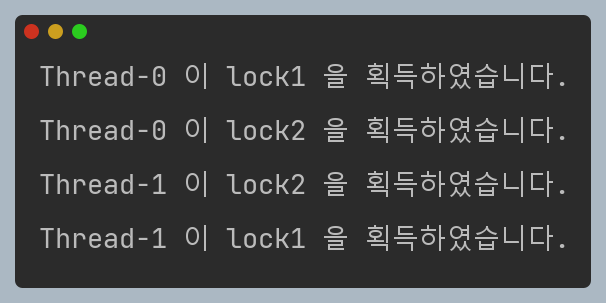 Thread-0 이 lock1 을 획득하였습니다.
Thread-0 이 lock2 을 획득하였습니다.
Thread-1 이 lock2 을 획득하였습니다.
Thread-1 이 lock1 을 획득하였습니다.